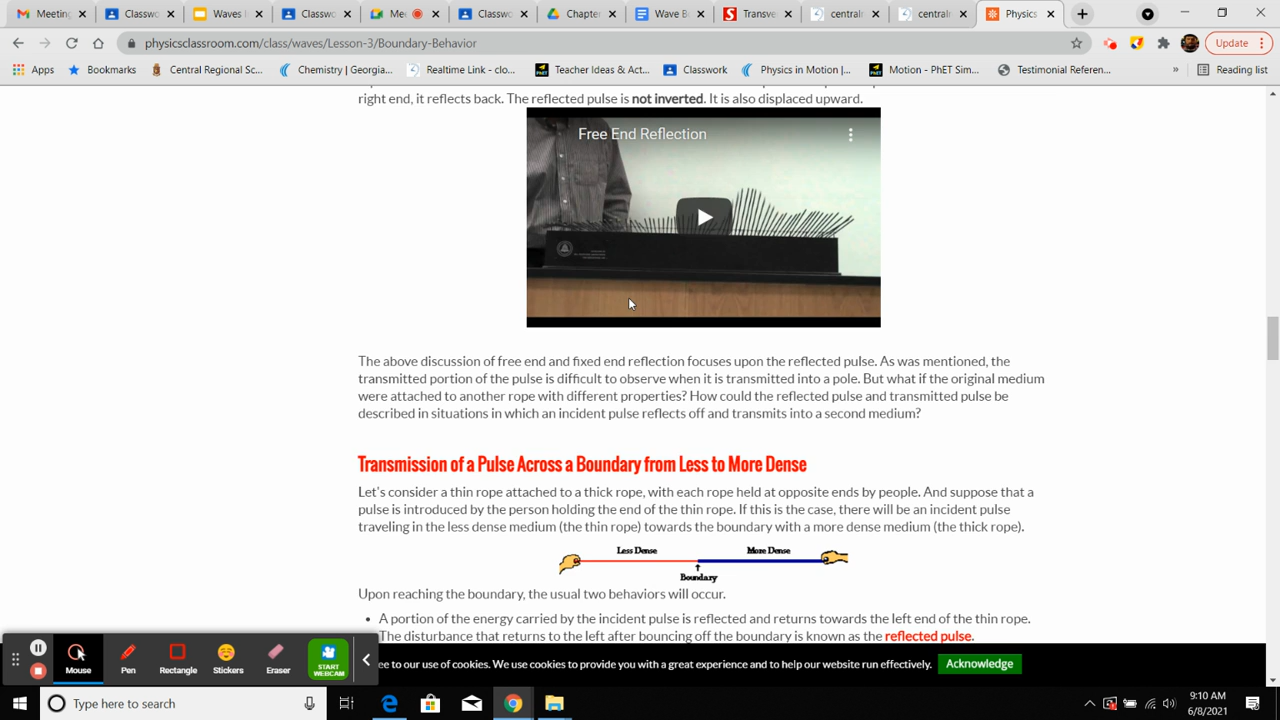 Meeting
Classwo
Waves I
Classwo
Me
Classwo
Chapter
Wave B
Transve
centralr
centralr
Physics
physicsclassroom.com/class/waves/Lesson-3/Boundary-Behavior
Update
Apps
Bookmarks
Central Regional Sc...
Chemistry | Georgia...
Realtime Link - clo...
Teacher Ideas & Act...
Classwork
Physics in Motion |...
Motion - PhET Sim...
Testimonial Referen...
»
Reading list
right end, it reflects back. The reflected pulse is not inverted. It is also displaced upward.
Free End Reflection
The above discussion of free end and fixed end reflection focuses upon the reflected pulse. As was mentioned, the
transmitted portion of the pulse is difficult to observe when it is transmitted into a pole. But what if the original medium
were attached to another rope with different properties? How could the reflected pulse and transmitted pulse be
described in situations in which an incident pulse reflects off and transmits into a second medium?
Transmission of a Pulse Across a Boundary from Less to More Dense
Let's consider a thin rope attached to a thick rope, with each rope held at opposite ends by people. And suppose that a
pulse is introduced by the person holding the end of the thin rope. If this is the case, there will be an incident pulse
traveling in the less dense medium (the thin rope) towards the boundary with a more dense medium (the thick rope).
Less Dense
More Dense
Boundary
Upon reaching the boundary, the usual two behaviors will occur.
• A portion of the energy carried by the incident pulse is reflected and returns towards the left end of the thin rope.
The disturbance that returns to the left after bouncing off the boundary is known as the reflected pulse.
ee to our use of cookies. We use cookies to provide you with a great experience and to help our website run effectively.
Acknowledge
Mouse
Pen
Rectangle
Stickers
Eraser
START
WEBCAM
Type here to search
9:10 AM
6/8/2021